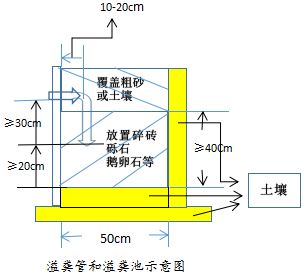 10-20cm
覆盖粗砂
或土壤
≥30cm
放置碎砖
砾石
鹅卵石等
≥40cm
≥20cm
土壤
50cm
溢粪管和溢粪池示意图